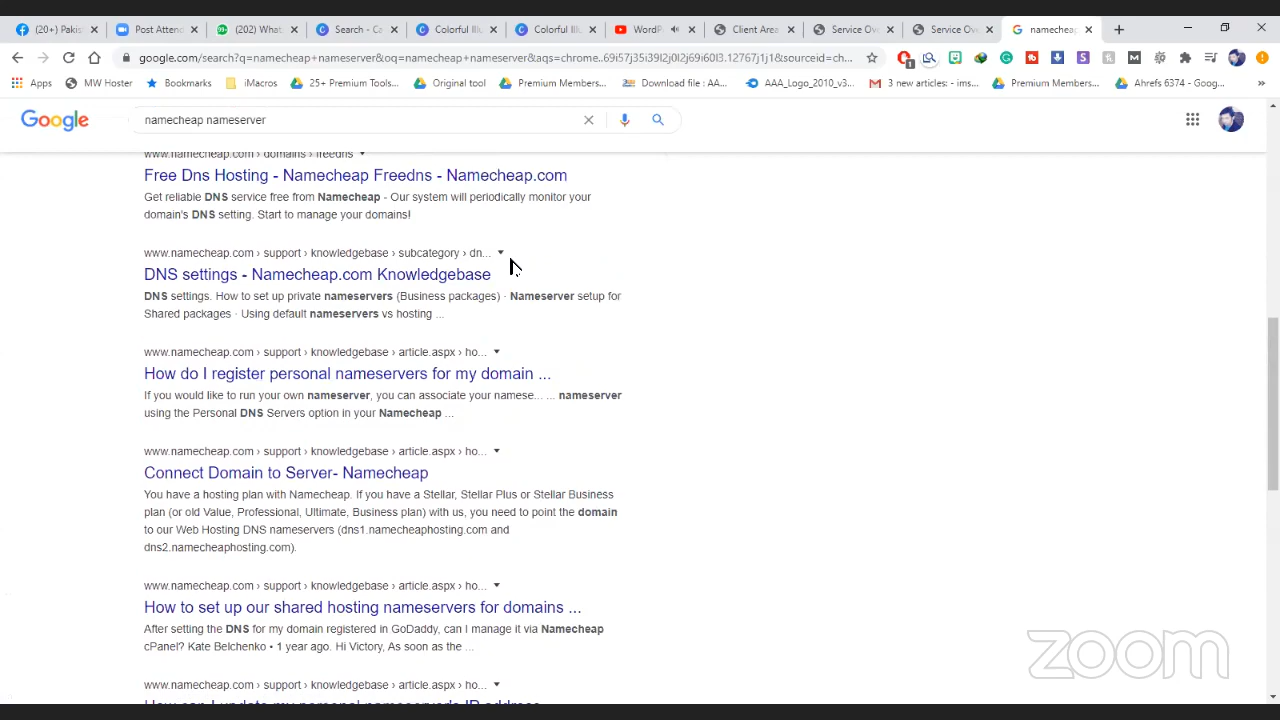 (20+) Pakis
Post Attend
(202) What
Search - Ca
Colorful Illu
Colorful Illu
WordP
Client Area
Service Ove
Service Ove
namecheap
google.com/search?q=namecheap+nameserver&oq=namecheap+nameserver&aqs=chrome..69i57j35i39l2j0l2j69i60l3.12767j1j1&sourceid=ch...
Apps
MW Hoster
Bookmarks
iMacros
25+ Premium Tools...
Original tool
Premium Members...
Download file : AA...
AAA_Logo_2010_v3...
3 new articles: - ims...
Premium Members...
Ahrefs 6374 - Goog...
»
Google
namecheap nameserver
www.namecheap.com › domains › freedns
Free Dns Hosting - Namecheap Freedns - Namecheap.com
Get reliable DNS service free from Namecheap - Our system will periodically monitor your
domain's DNS setting. Start to manage your domains!
www.namecheap.com › support › knowledgebase › subcategory › dn...
DNS settings - Namecheap.com Knowledgebase
DNS settings. How to set up private nameservers (Business packages) · Nameserver setup for
Shared packages · Using default nameservers vs hosting ...
www.namecheap.com › support › knowledgebase › article.aspx › ho...
How do I register personal nameservers for my domain ...
If you would like to run your own nameserver, you can associate your namese... ... nameserver
using the Personal DNS Servers option in your Namecheap ...
www.namecheap.com › support › knowledgebase › article.aspx › ho...
Connect Domain to Server- Namecheap
You have a hosting plan with Namecheap. If you have a Stellar, Stellar Plus or Stellar Business
plan (or old Value, Professional, Ultimate, Business plan) with us, you need to point the domain
to our Web Hosting DNS nameservers (dns1.namecheaphosting.com and
dns2.namecheaphosting.com).
www.namecheap.com › support › knowledgebase › article.aspx › ho...
How to set up our shared hosting nameservers for domains ...
After setting the DNS for my domain registered in GoDaddy, can I manage it via Namecheap
cPanel? Kate Belchenko • 1 year ago. Hi Victory, As soon as the ...
www.namecheap.com › support › knowledgebase › article.aspx › ho...
How can I update my personal nameserver's IP address
zoom